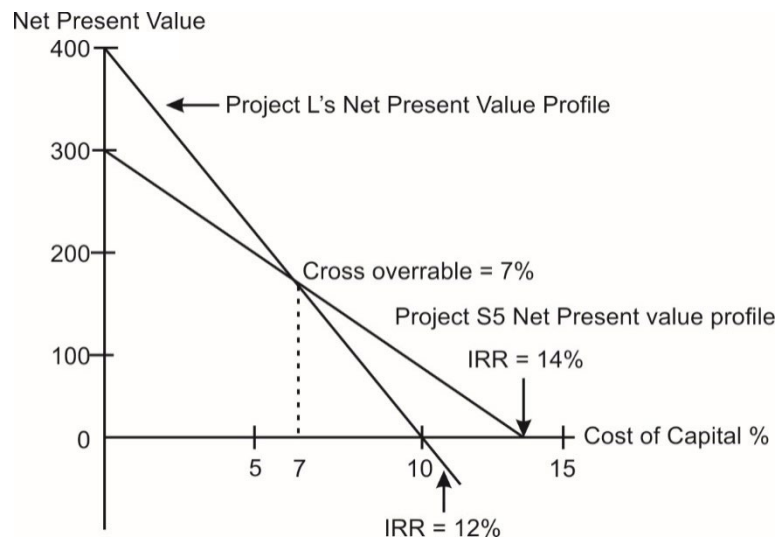 Net Present Value
400
Project L's Net Present Value Profile
300
200
Cross overrable = 7%
Project S5 Net Present value profile
100
IRR = 14%
0
Cost of Capital %
5
7
10
15
IRR = 12%